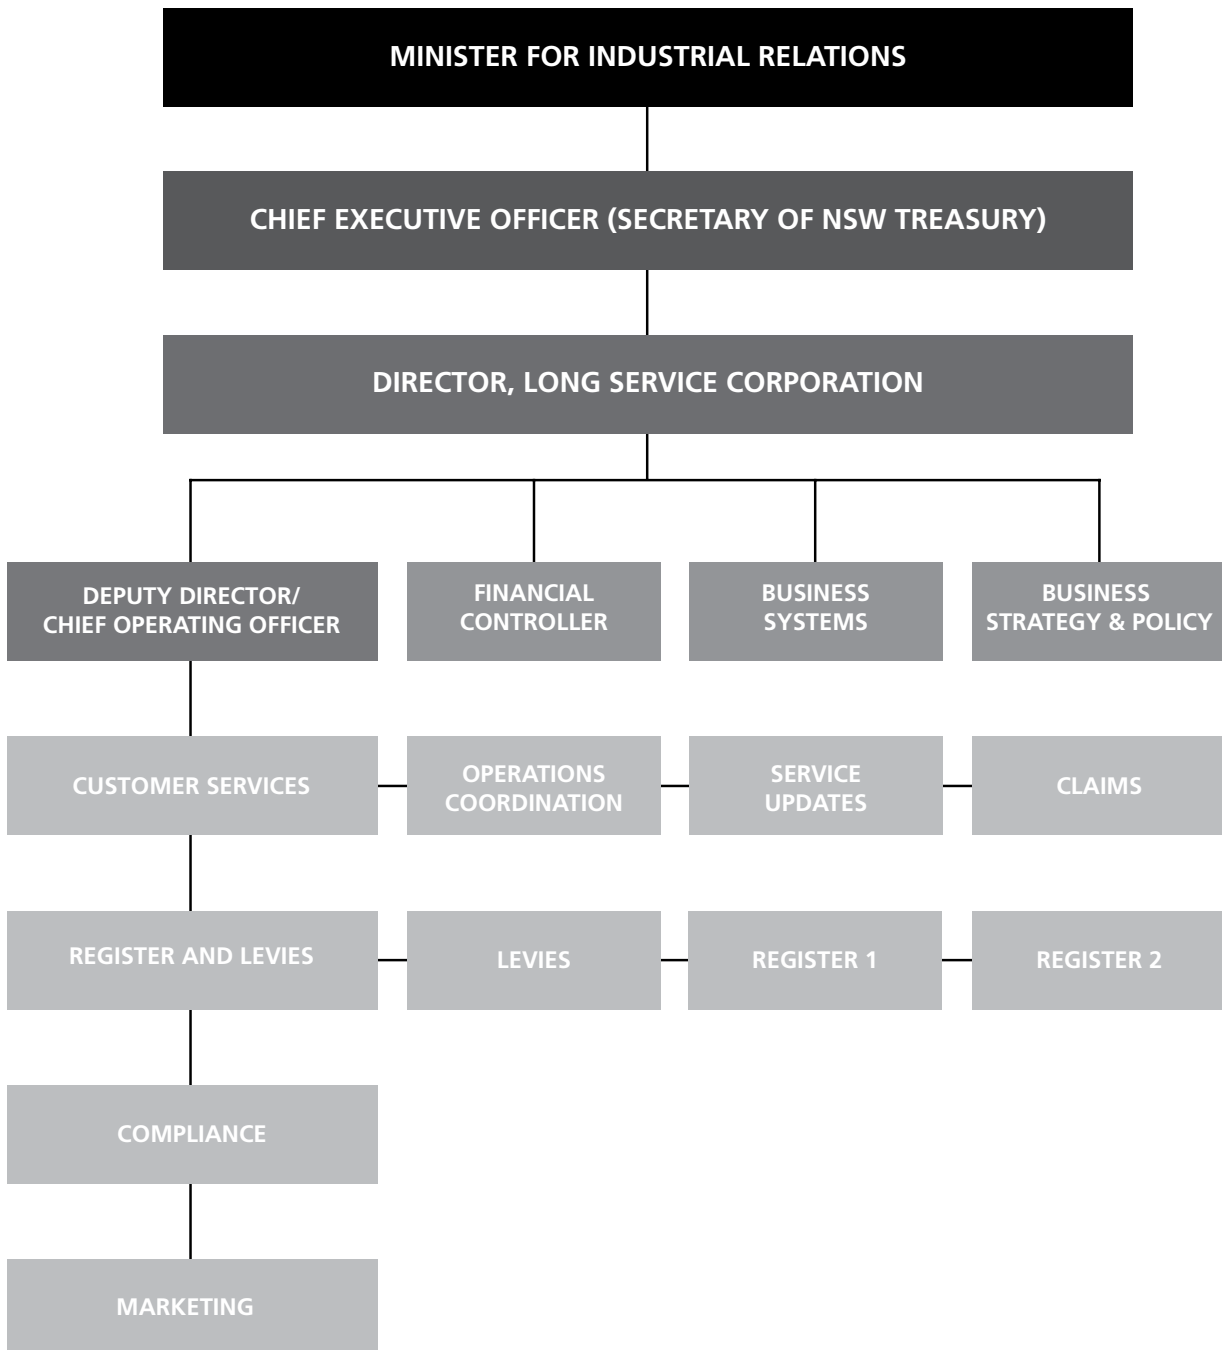 MINISTER FOR INDUSTRIAL RELATIONS
CHIEF EXECUTIVE OFFICER (SECRETARY OF NSW TREASURY)
DIRECTOR, LONG SERVICE CORPORATION
DEPUTY DIRECTOR/
CHIEF OPERATING OFFICER
FINANCIAL
CONTROLLER
BUSINESS
SYSTEMS
BUSINESS
STRATEGY & POLICY
CUSTOMER SERVICES
OPERATIONS
COORDINATION
SERVICE
UPDATES
CLAIMS
REGISTER AND LEVIES
LEVIES
REGISTER 1
REGISTER 2
COMPLIANCE
MARKETING